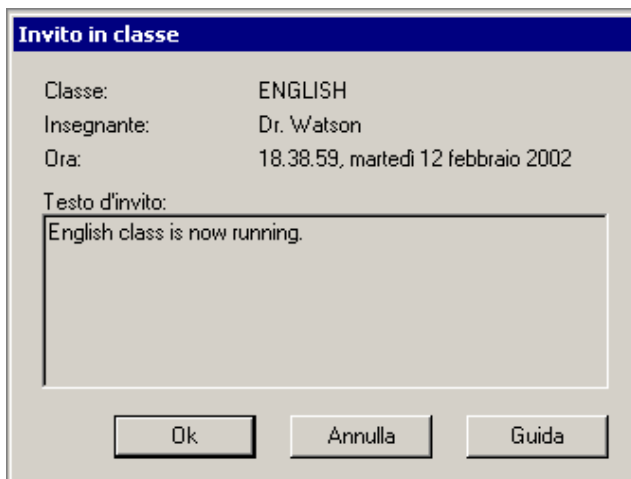 Invito in classe
Classe: ENGLISH
Insegnante: Dr. Watson
Ora: 18.38.59, martedì 12 febbraio 2002
Testo d'invito:
English class is now running.
Ok Annulla Guida